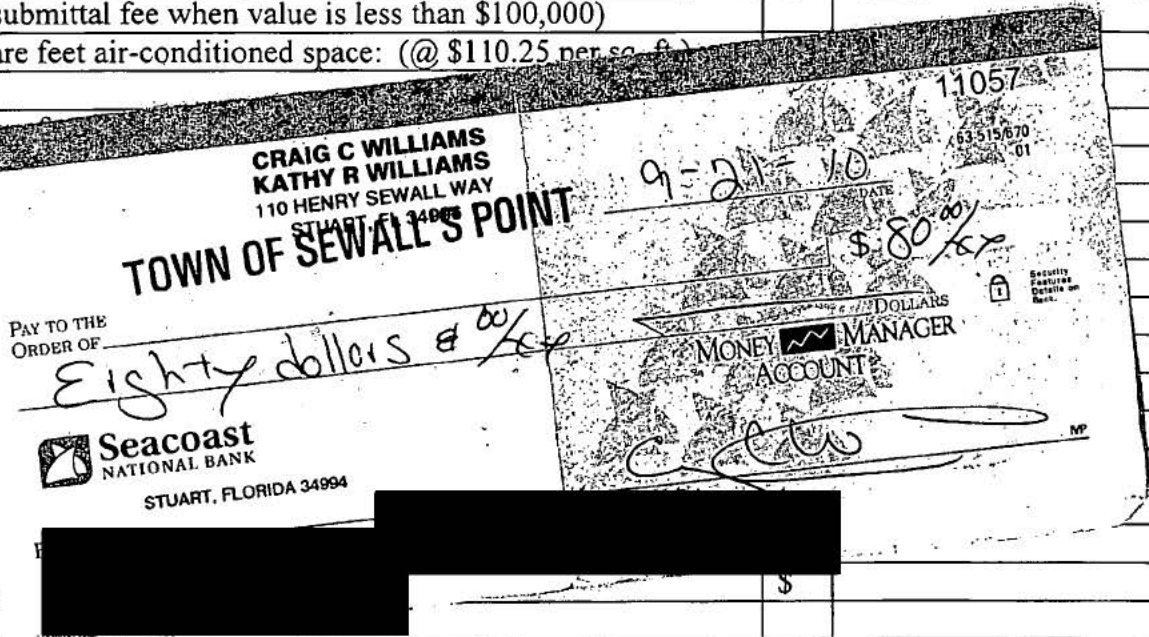 submittal fee when value is less than $100,000)
are feet air-conditioned space: (@ $110.25 per sq. ft.)
11057
CRAIG C WILLIAMS
KATHY R WILLIAMS
110 HENRY SEWALL WAY
STUART, FL
63-515/670
01
9-21-10
DATE
TOWN OF SEWALL'S POINT
$ 80 00/xx
PAY TO THE
ORDER OF
Eighty dollars & 00/xx
DOLLARS
Security
Features
Details on
Back.
MONEY MANAGER
ACCOUNT
Seacoast
NATIONAL BANK
STUART, FLORIDA 34994
MP
$